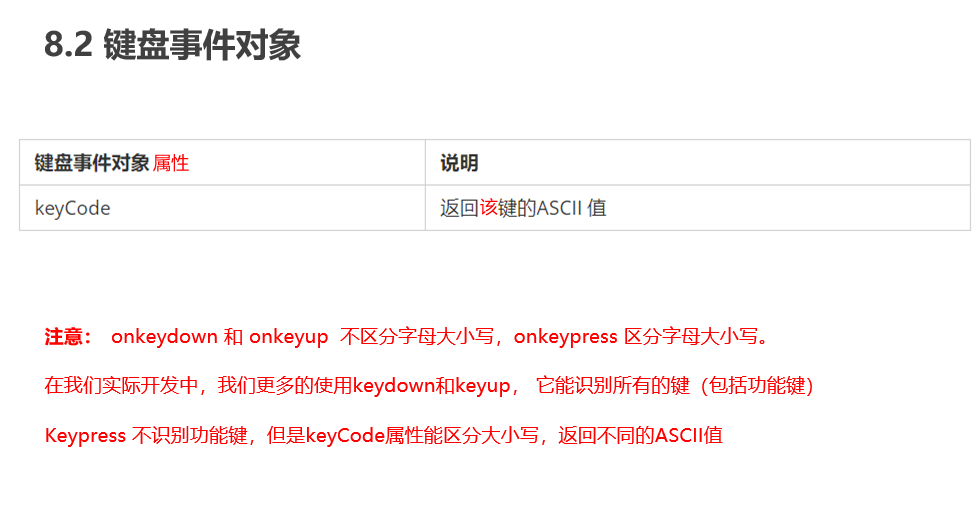 8.2 键盘事件对象
键盘事件对象 属性 说明
keyCode 返回该键的ASCII 值
注意： onkeydown 和 onkeyup 不区分字母大小写，onkeypress 区分字母大小写。
在我们实际开发中，我们更多的使用keydown和keyup， 它能识别所有的键（包括功能键）
Keypress 不识别功能键，但是keyCode属性能区分大小写，返回不同的ASCII值